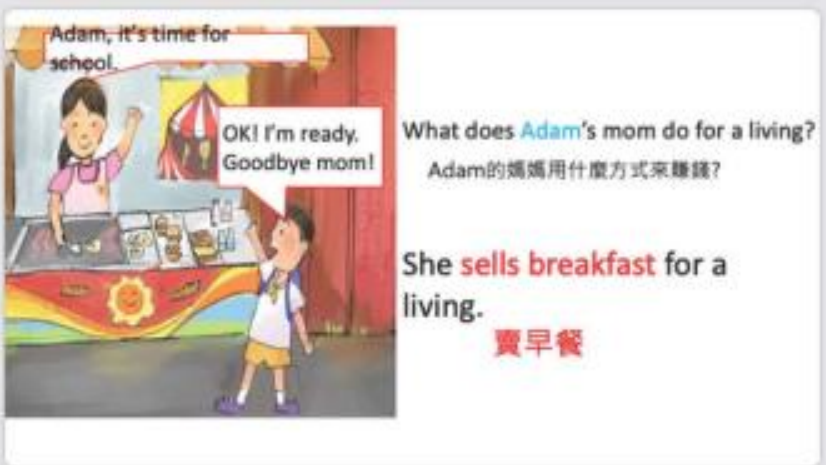 Adam, it's time for
school.
OK! I'm ready.
Goodbye mom!
What does Adam's mom do for a living?
Adam的媽媽用什麼方式來賺錢?
She sells breakfast for a
living.
賣早餐